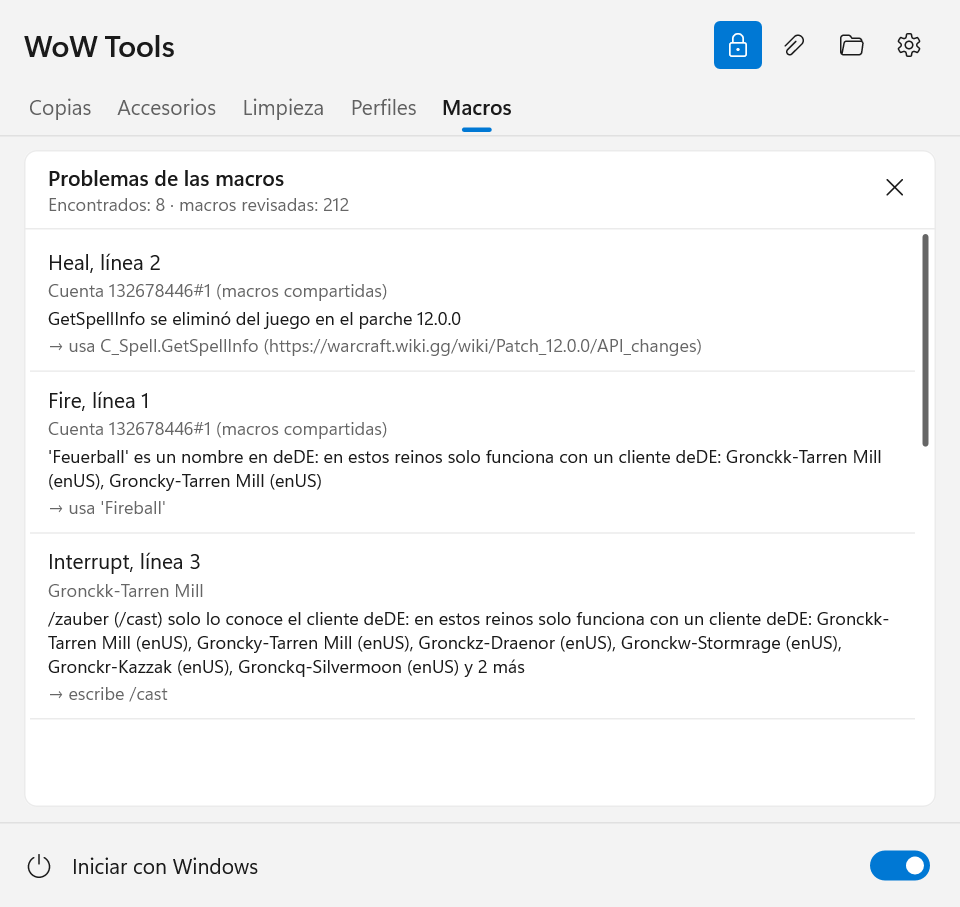 WoW Tools
Copias Accesorios Limpieza Perfiles Macros
Problemas de las macros
Encontrados: 8 · macros revisadas: 212
Heal, línea 2
Cuenta 132678446#1 (macros compartidas)
GetSpellInfo se eliminó del juego en el parche 12.0.0
→ usa C_Spell.GetSpellInfo (https://warcraft.wiki.gg/wiki/Patch_12.0.0/API_changes)
Fire, línea 1
Cuenta 132678446#1 (macros compartidas)
'Feuerball' es un nombre en deDE: en estos reinos solo funciona con un cliente deDE: Gronckk-Tarren Mill
(enUS), Groncky-Tarren Mill (enUS)
→ usa 'Fireball'
Interrupt, línea 3
Gronckk-Tarren Mill
/zauber (/cast) solo lo conoce el cliente deDE: en estos reinos solo funciona con un cliente deDE: Gronckk-
Tarren Mill (enUS), Groncky-Tarren Mill (enUS), Gronckz-Draenor (enUS), Gronckw-Stormrage (enUS),
Gronckr-Kazzak (enUS), Gronckq-Silvermoon (enUS) y 2 más
→ escribe /cast
Iniciar con Windows